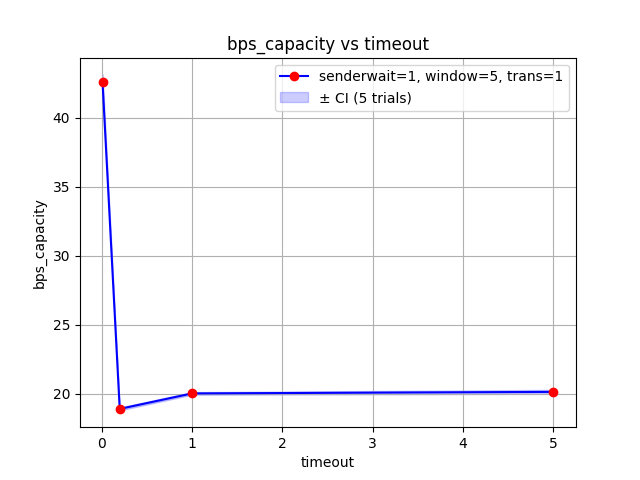 bps_capacity vs timeout
senderwait=1, window=5, trans=1
± CI (5 trials)
bps_capacity
40
35
30
25
20
0 1 2 3 4 5
timeout